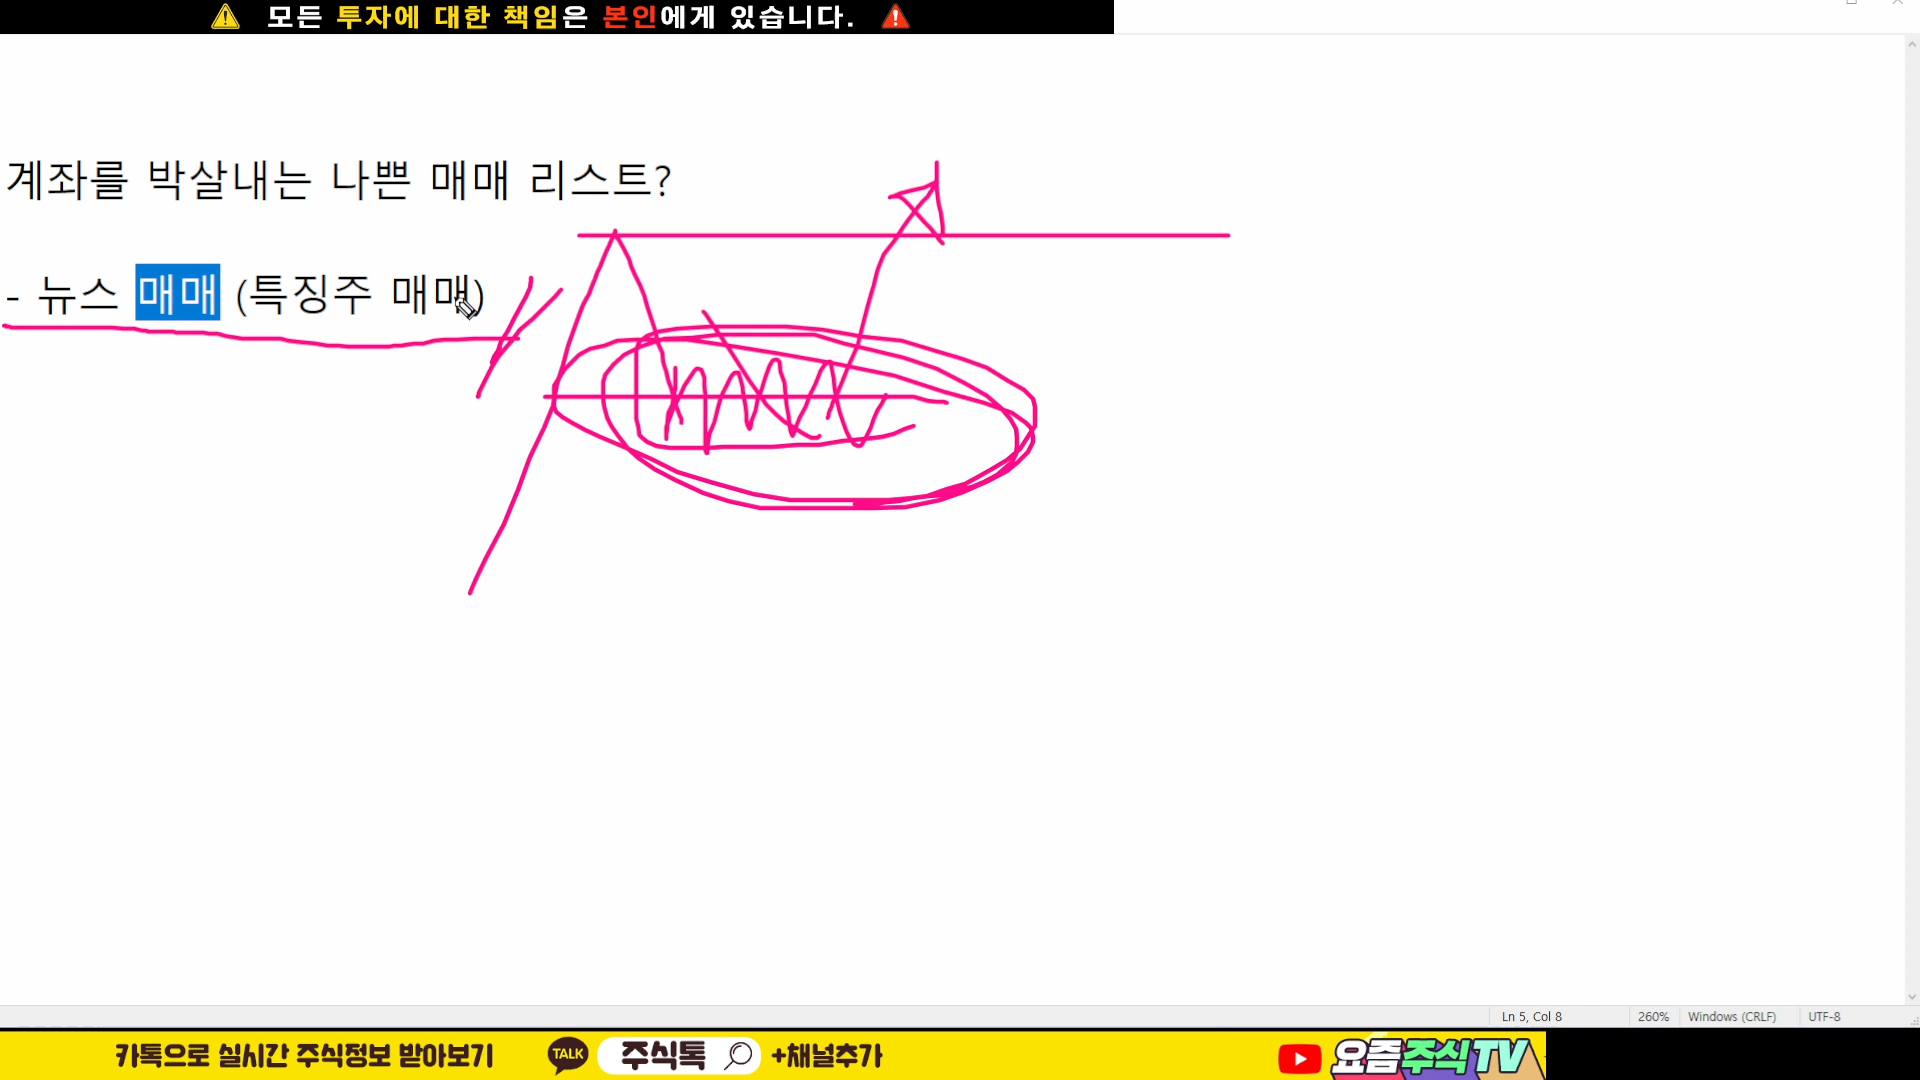 모든 투자에 대한 책임은 본인에게 있습니다.
계좌를 박살내는 나쁜 매매 리스트?
- 뉴스 매매 (특징주 매매)
Ln 5, Col 8 260% Windows (CRLF) UTF-8
카톡으로 실시간 주식정보 받아보기 TALK 주식톡 +채널추가 요즘주식TV